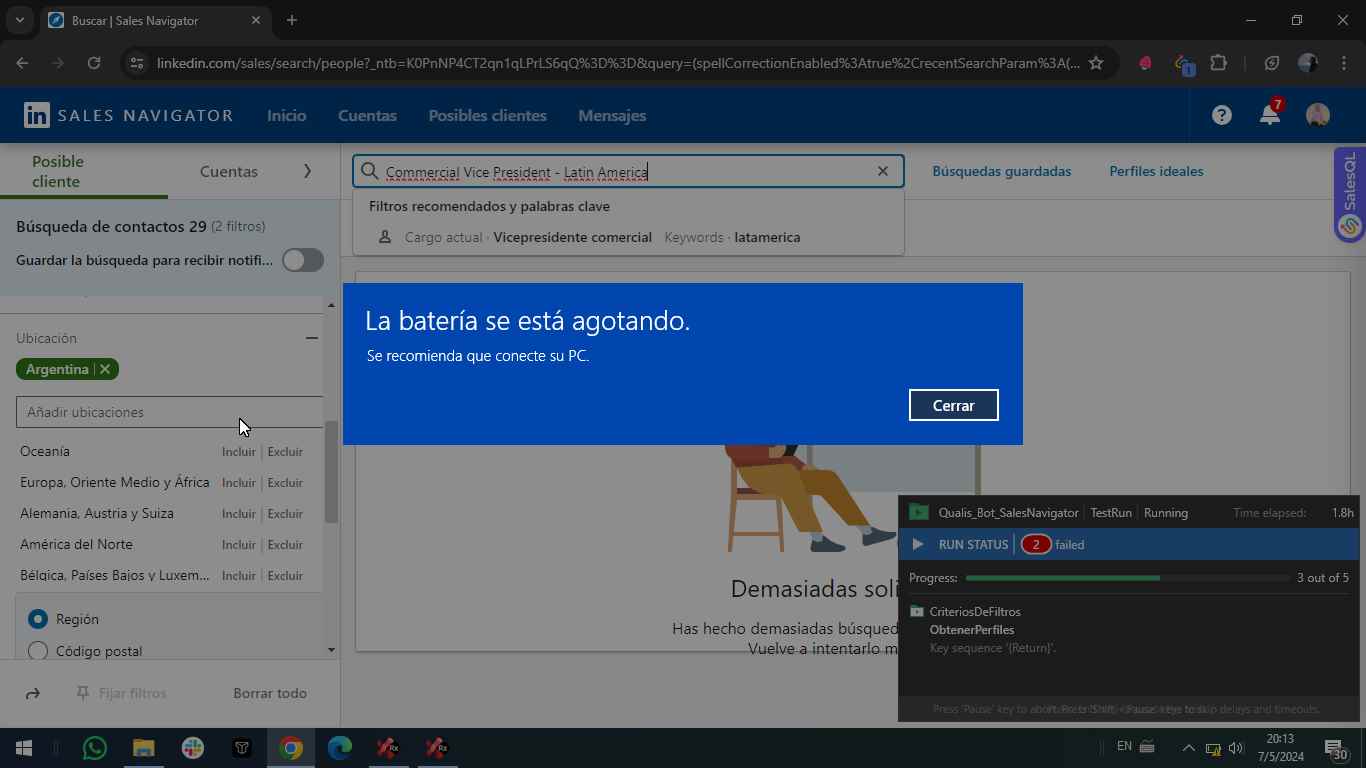 Buscar | Sales Navigator
linkedin.com/sales/search/people?_ntb=K0PnNP4CT2qn1qLPrLS6qQ%3D%3D&query=(spellCorrectionEnabled%3Atrue%2CrecentSearchParam%3A(...
1
in SALES NAVIGATOR
Inicio
Cuentas
Posibles clientes
Mensajes
7
Posible cliente
Cuentas
Commercial Vice President - Latin America
Búsquedas guardadas
Perfiles ideales
SalesQL
Filtros recomendados y palabras clave
Cargo actual · Vicepresidente comercial Keywords · latamerica
Búsqueda de contactos 29 (2 filtros)
Guardar la búsqueda para recibir notifi...
Ubicación
Argentina
Añadir ubicaciones
Oceanía Incluir | Excluir
Europa, Oriente Medio y África Incluir | Excluir
Alemania, Austria y Suiza Incluir | Excluir
América del Norte Incluir | Excluir
Bélgica, Países Bajos y Luxem... Incluir | Excluir
Región
Código postal
Fijar filtros
Borrar todo
La batería se está agotando.
Se recomienda que conecte su PC.
Cerrar
Demasiadas soli
Has hecho demasiadas búsqued
Vuelve a intentarlo m
Qualis_Bot_SalesNavigator | TestRun | Running Time elapsed: 1.8h
RUN STATUS | 2 failed
Progress: 3 out of 5
CriteriosDeFiltros
ObtenerPerfiles
Key sequence '{Return}'.
Press 'Pause' key to abort
skip delays and timeouts.
Rx
Rx
EN
20:13
7/5/2024
30